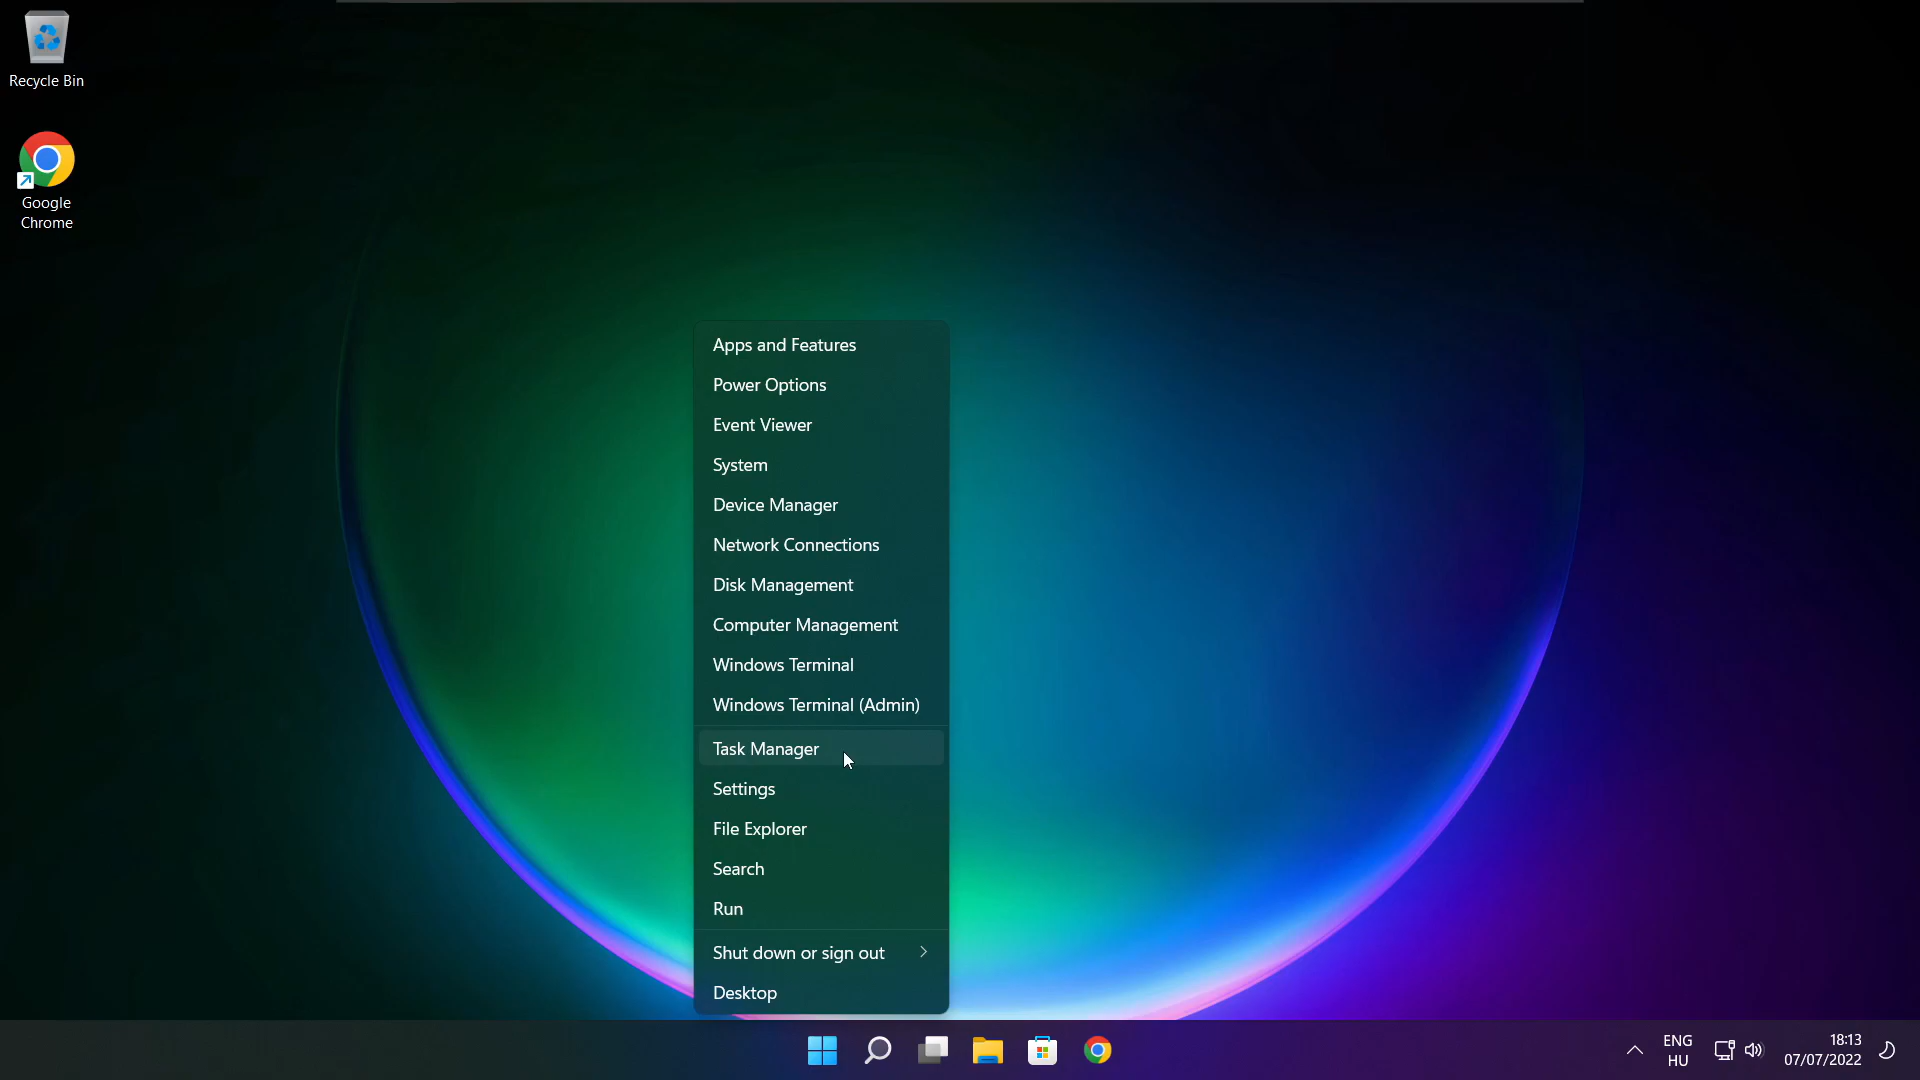 Recycle Bin
Google
Chrome
Apps and Features
Power Options
Event Viewer
System
Device Manager
Network Connections
Disk Management
Computer Management
Windows Terminal
Windows Terminal (Admin)
Task Manager
Settings
File Explorer
Search
Run
Shut down or sign out
Desktop
ENG
HU
18:13
07/07/2022